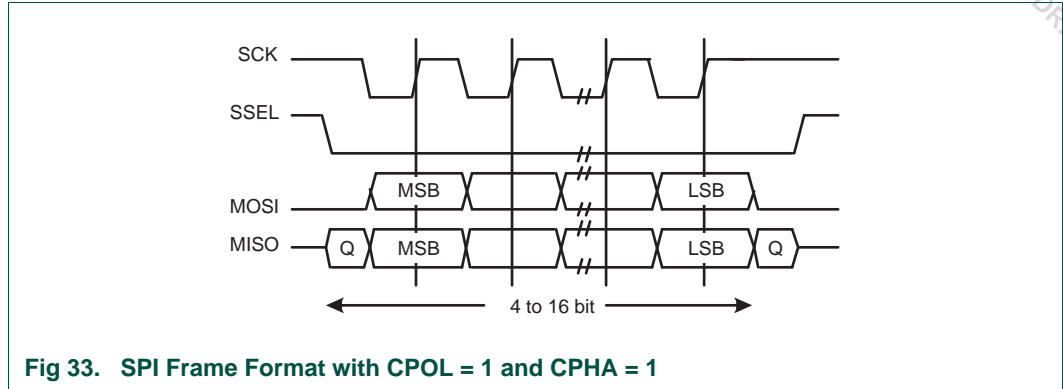 SCK
SSEL
MOSI MSB LSB
MISO Q MSB LSB Q
4 to 16 bit
Fig 33. SPI Frame Format with CPOL = 1 and CPHA = 1